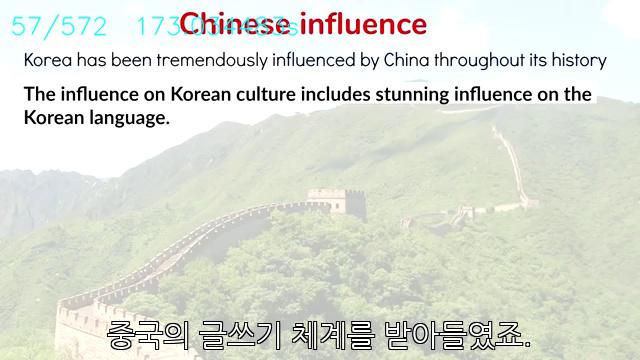 57/572 173.034483s
Chinese influence
Korea has been tremendously influenced by China throughout its history
The influence on Korean culture includes stunning influence on the
Korean language.
중국의 글쓰기 체계를 받아들였죠.